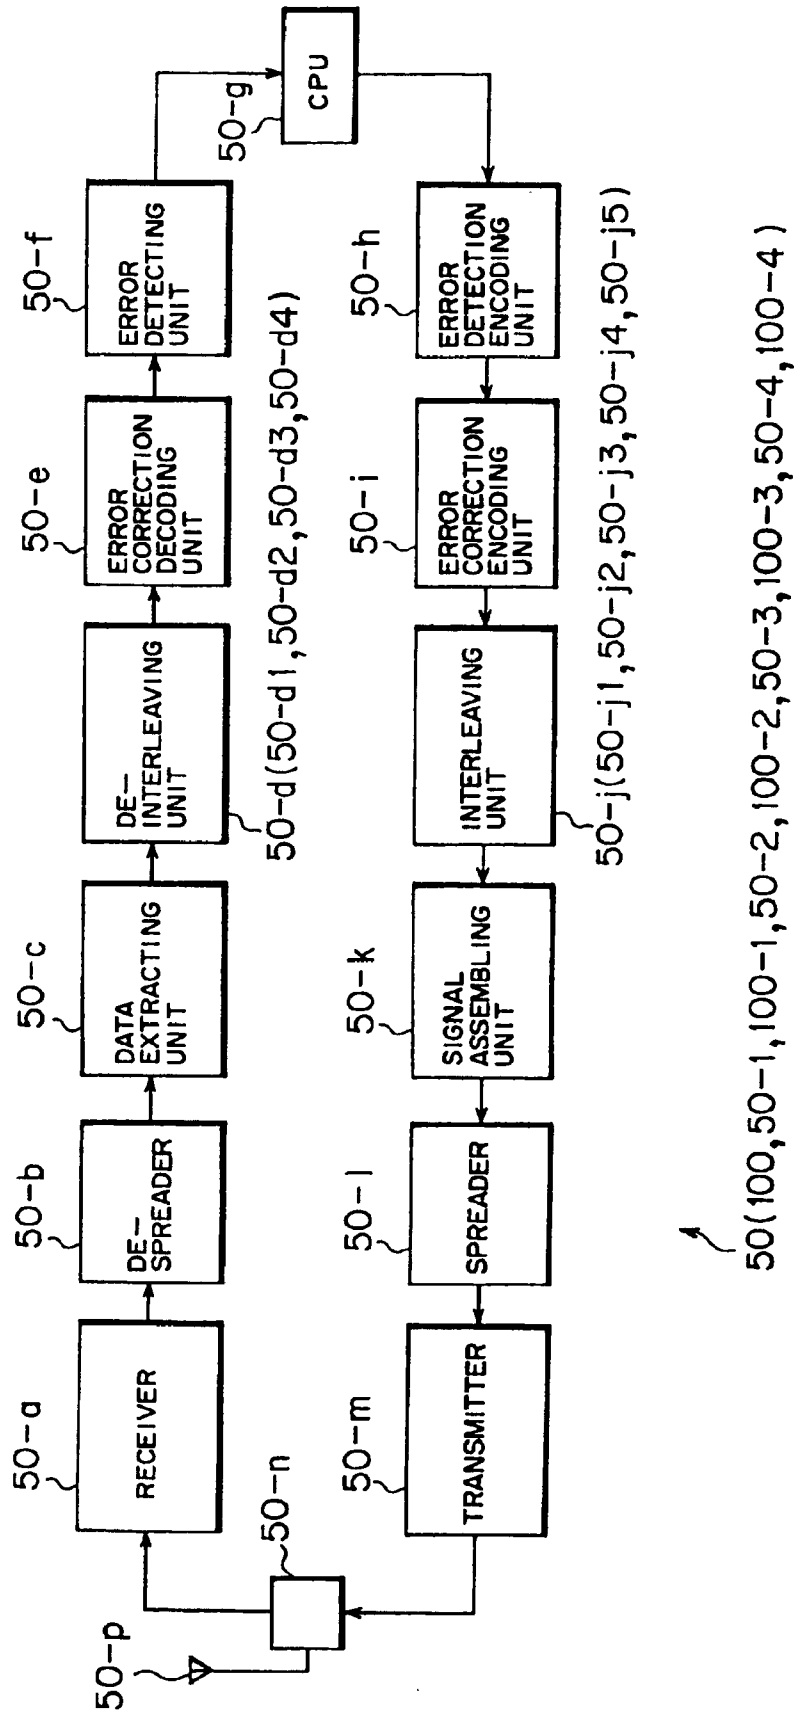 50-p
50-n
50-a
RECEIVER
50-b
DE-
SPREADER
50-c
DATA
EXTRACTING
UNIT
DE-
INTERLEAVING
UNIT
50-d(50-d1,50-d2,50-d3,50-d4)
50-e
ERROR
CORRECTION
DECODING
UNIT
50-f
ERROR
DETECTING
UNIT
50-g
CPU
50-h
ERROR
DETECTION
ENCODING
UNIT
50-i
ERROR
CORRECTION
ENCODING
UNIT
INTERLEAVING
UNIT
50-j(50-j1,50-j2,50-j3,50-j4,50-j5)
50-k
SIGNAL
ASSEMBLING
UNIT
50-l
SPREADER
50-m
TRANSMITTER
50(100,50-1,100-1,50-2,100-2,50-3,100-3,50-4,100-4)